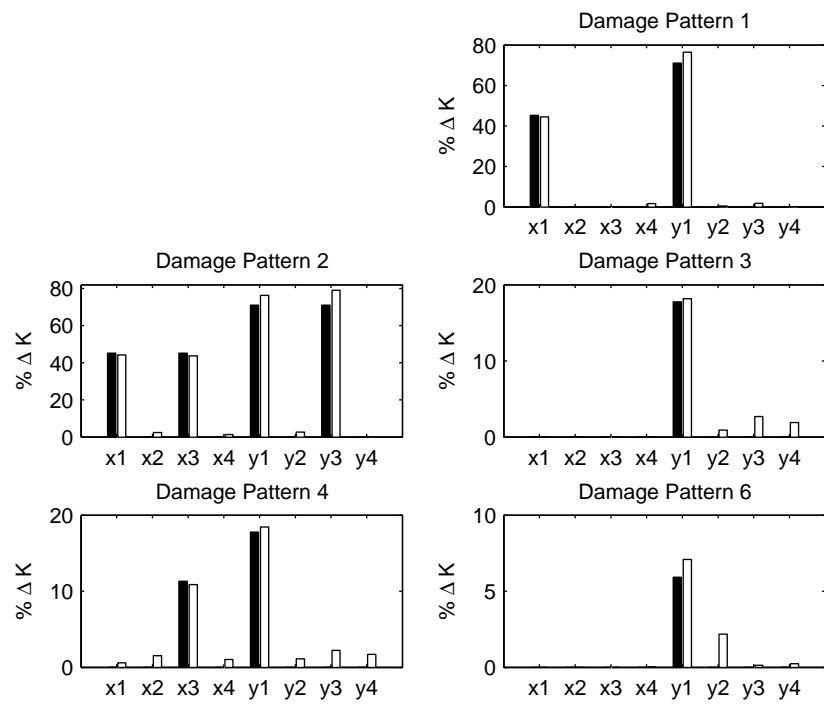 Damage Pattern 1
80
60
40
20
0
% Δ K
x1 x2 x3 x4 y1 y2 y3 y4
Damage Pattern 2
80
60
40
20
0
% Δ K
x1 x2 x3 x4 y1 y2 y3 y4
Damage Pattern 3
20
10
0
% Δ K
x1 x2 x3 x4 y1 y2 y3 y4
Damage Pattern 4
20
10
0
% Δ K
x1 x2 x3 x4 y1 y2 y3 y4
Damage Pattern 6
10
5
0
% Δ K
x1 x2 x3 x4 y1 y2 y3 y4